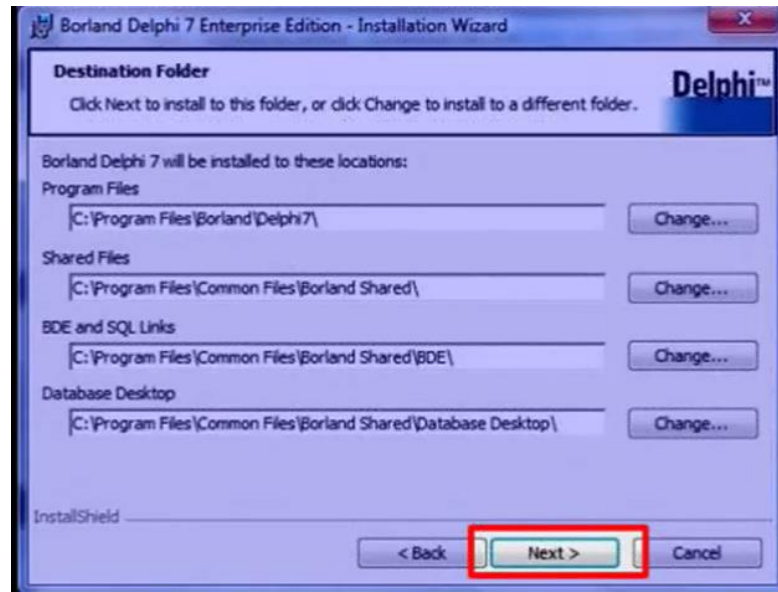 Borland Delphi 7 Enterprise Edition - Installation Wizard
Destination Folder
Click Next to install to this folder, or click Change to install to a different folder.
Delphi™
Borland Delphi 7 will be installed to these locations:
Program Files
C:\Program Files\Borland\Delphi7\
Change...
Shared Files
C:\Program Files\Common Files\Borland Shared\
Change...
BDE and SQL Links
C:\Program Files\Common Files\Borland Shared\BDE\
Change...
Database Desktop
C:\Program Files\Common Files\Borland Shared\Database Desktop\
Change...
InstallShield
< Back
Next >
Cancel